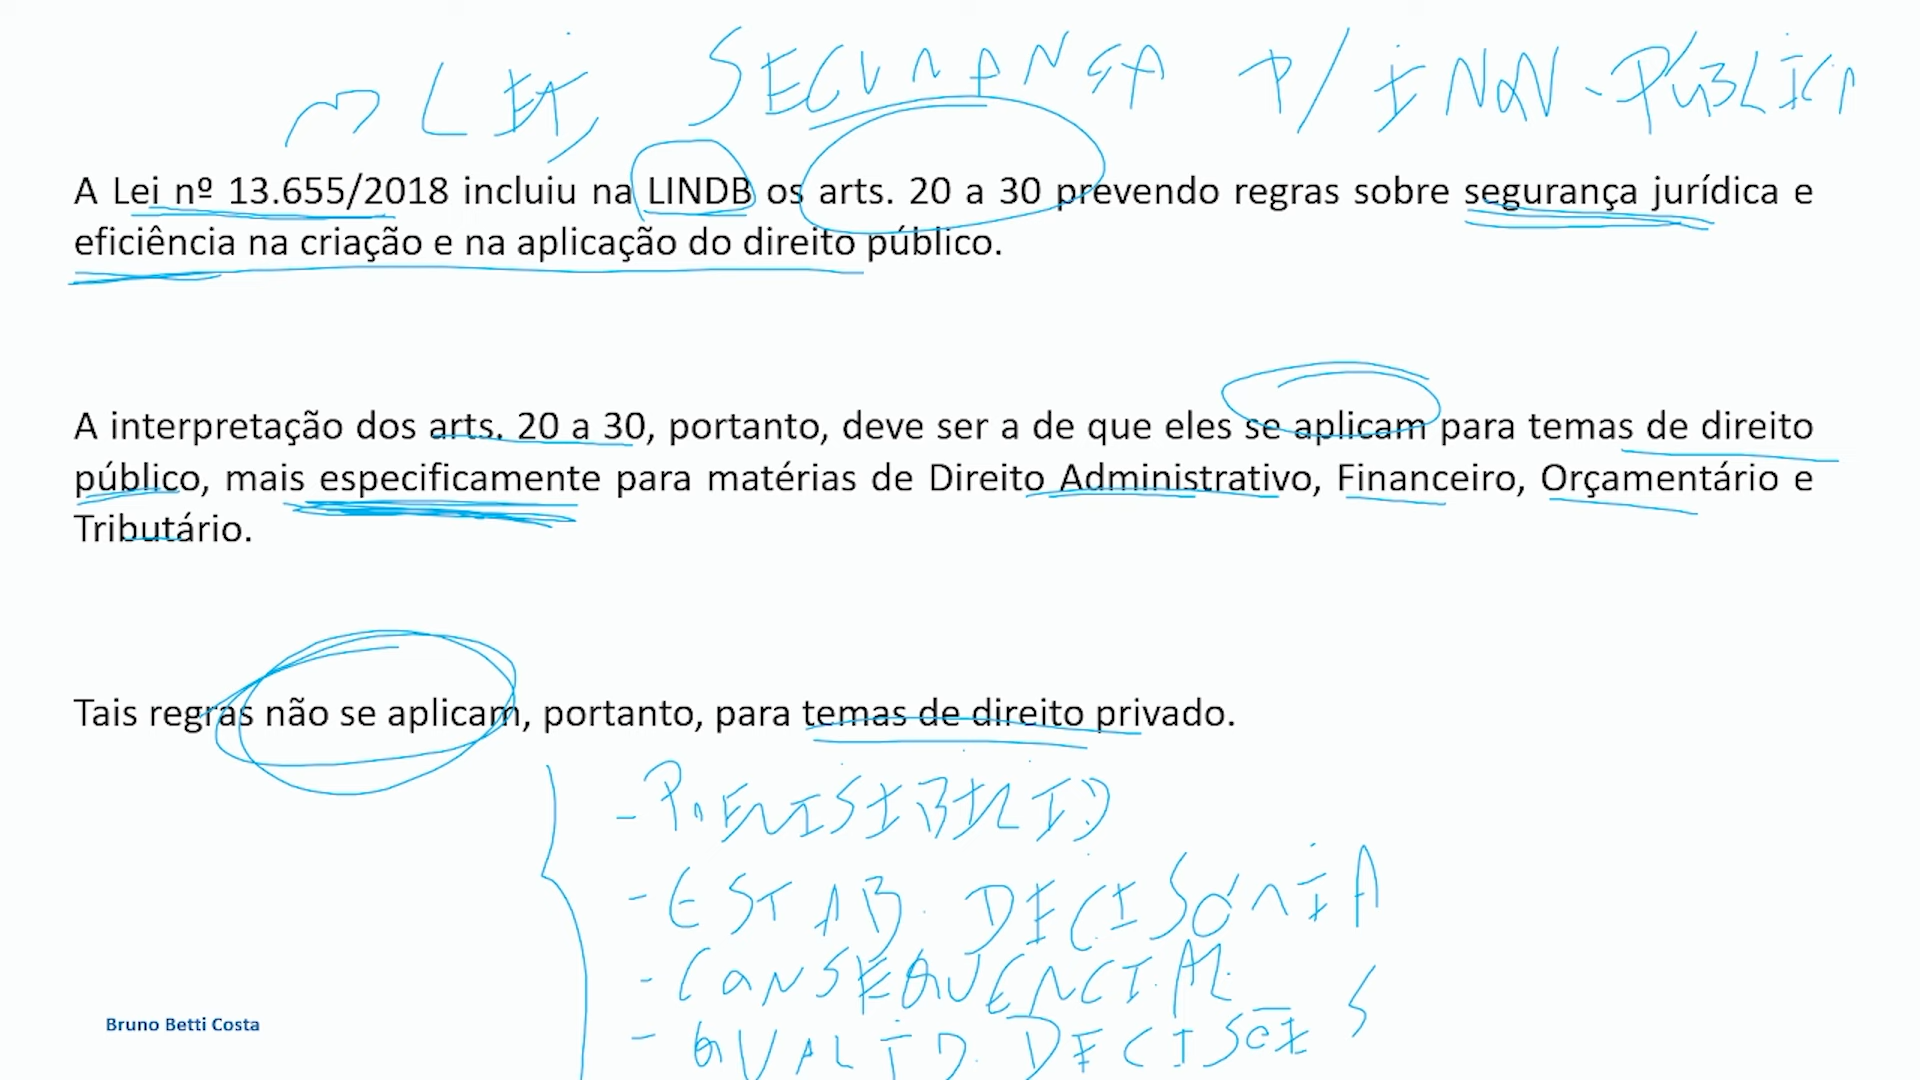 LEI SEGURANÇA P/ INOV. PÚBLICA
A Lei nº 13.655/2018 incluiu na LINDB os arts. 20 a 30 prevendo regras sobre segurança jurídica e
eficiência na criação e na aplicação do direito público.
A interpretação dos arts. 20 a 30, portanto, deve ser a de que eles se aplicam para temas de direito
público, mais especificamente para matérias de Direito Administrativo, Financeiro, Orçamentário e
Tributário.
Tais regras não se aplicam, portanto, para temas de direito privado.
- PREVISIBILID
- ESTAB. DECISÓRIA
- CONSEQUENCIAL
- QUALID. DECISÕES
Bruno Betti Costa